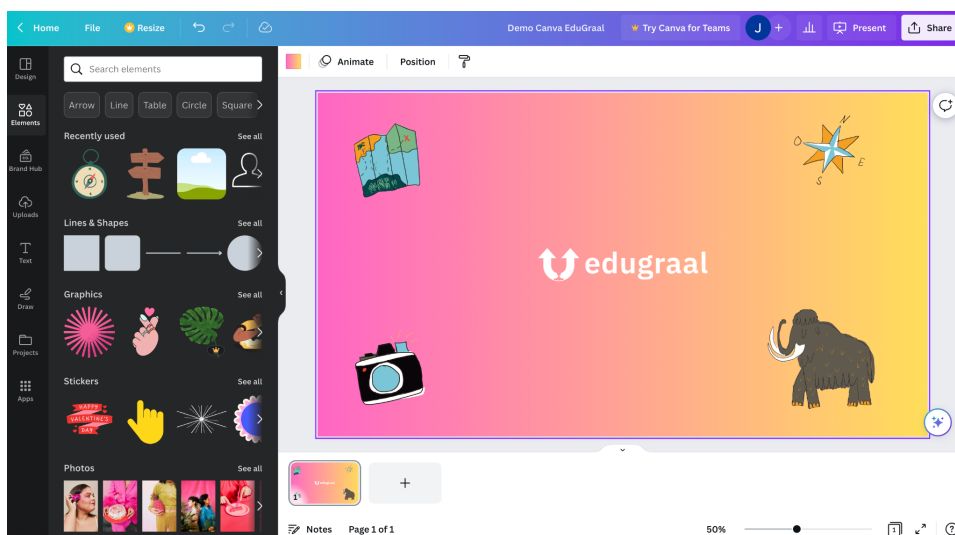 Home File Resize Demo Canva EduGraal Try Canva for Teams J + Present Share
Design
Elements
Brand Hub
Uploads
Text
Draw
Projects
Apps
Search elements
Arrow Line Table Circle Square
Recently used See all
Lines & Shapes See all
Graphics See all
Stickers See all
HAPPY
VALENTINE'S
DAY
Photos See all
Animate Position
N
O
E
S
edugraal
1
+
Notes Page 1 of 1 50% 1 ?